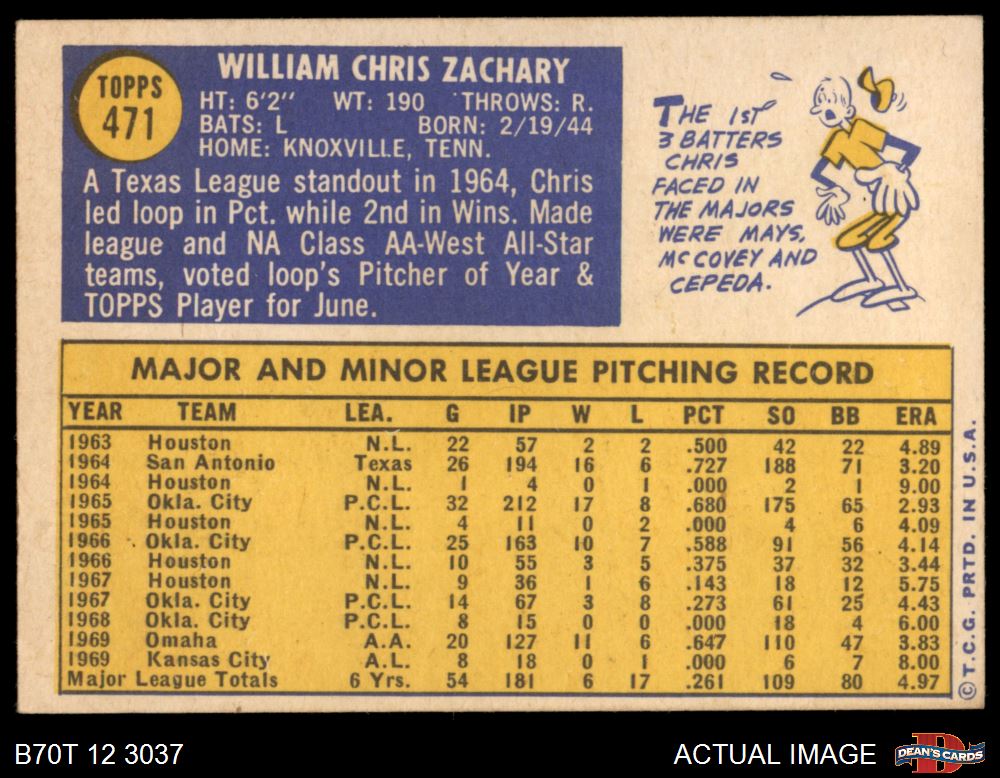 TOPPS
471
WILLIAM CHRIS ZACHARY
HT: 6'2" WT: 190 THROWS: R.
BATS: L BORN: 2/19/44
HOME: KNOXVILLE, TENN.
A Texas League standout in 1964, Chris
led loop in Pct. while 2nd in Wins. Made
league and NA Class AA-West All-Star
teams, voted loop's Pitcher of Year &
TOPPS Player for June.
THE 1ST
3 BATTERS
CHRIS
FACED IN
THE MAJORS
WERE MAYS,
McCOVEY AND
CEPEDA.
MAJOR AND MINOR LEAGUE PITCHING RECORD
YEAR TEAM LEA. G IP W L PCT SO BB ERA
1963 Houston N.L. 22 57 2 2 .500 42 22 4.89
1964 San Antonio Texas 26 194 16 6 .727 188 71 3.20
1964 Houston N.L. 1 4 0 1 .000 2 1 9.00
1965 Okla. City P.C.L. 32 212 17 8 .680 175 65 2.93
1965 Houston N.L. 4 11 0 2 .000 4 6 4.09
1966 Okla. City P.C.L. 25 163 10 7 .588 91 56 4.14
1966 Houston N.L. 10 55 3 5 .375 37 32 3.44
1967 Houston N.L. 9 36 1 6 .143 18 12 5.75
1967 Okla. City P.C.L. 14 67 3 8 .273 61 25 4.43
1968 Okla. City P.C.L. 8 15 0 0 .000 18 4 6.00
1969 Omaha A.A. 20 127 11 6 .647 110 47 3.83
1969 Kansas City A.L. 8 18 0 1 .000 6 7 8.00
Major League Totals 6 Yrs. 54 181 6 17 .261 109 80 4.97
© T.C.G. PRTD. IN U.S.A.
B70T 12 3037
ACTUAL IMAGE
DEAN'S CARDS